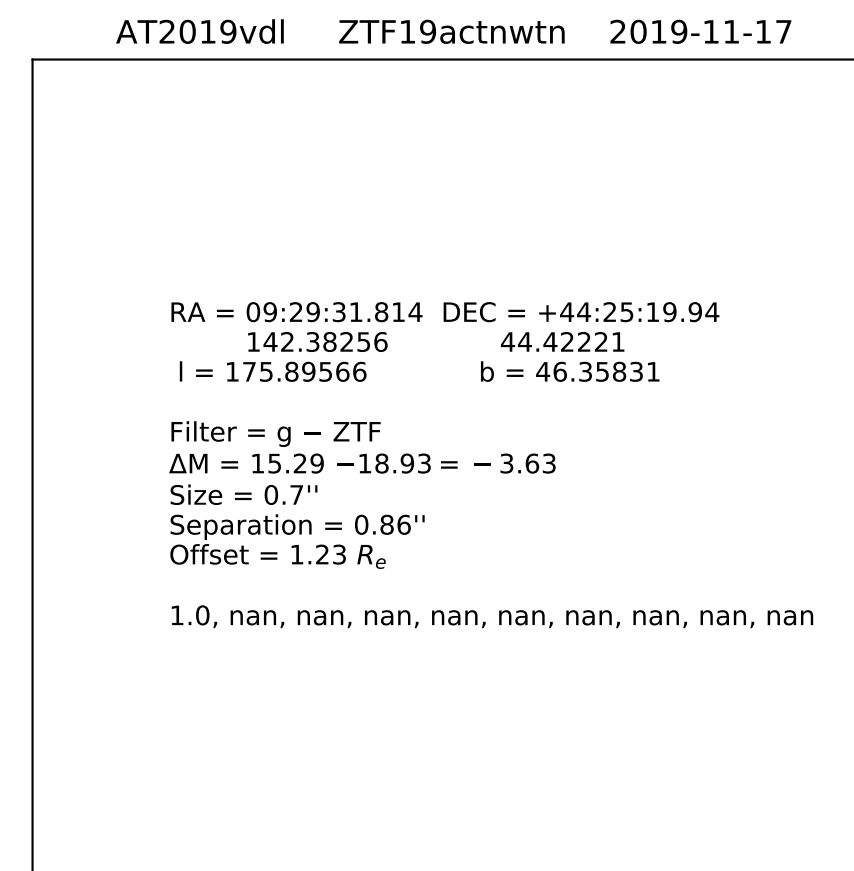 AT2019vdl ZTF19actnwtn 2019-11-17
RA = 09:29:31.814 DEC = +44:25:19.94
142.38256 44.42221
l = 175.89566 b = 46.35831
Filter = g − ZTF
ΔM = 15.29 −18.93 = −3.63
Size = 0.7''
Separation = 0.86''
Offset = 1.23 Rₑ
1.0, nan, nan, nan, nan, nan, nan, nan, nan, nan